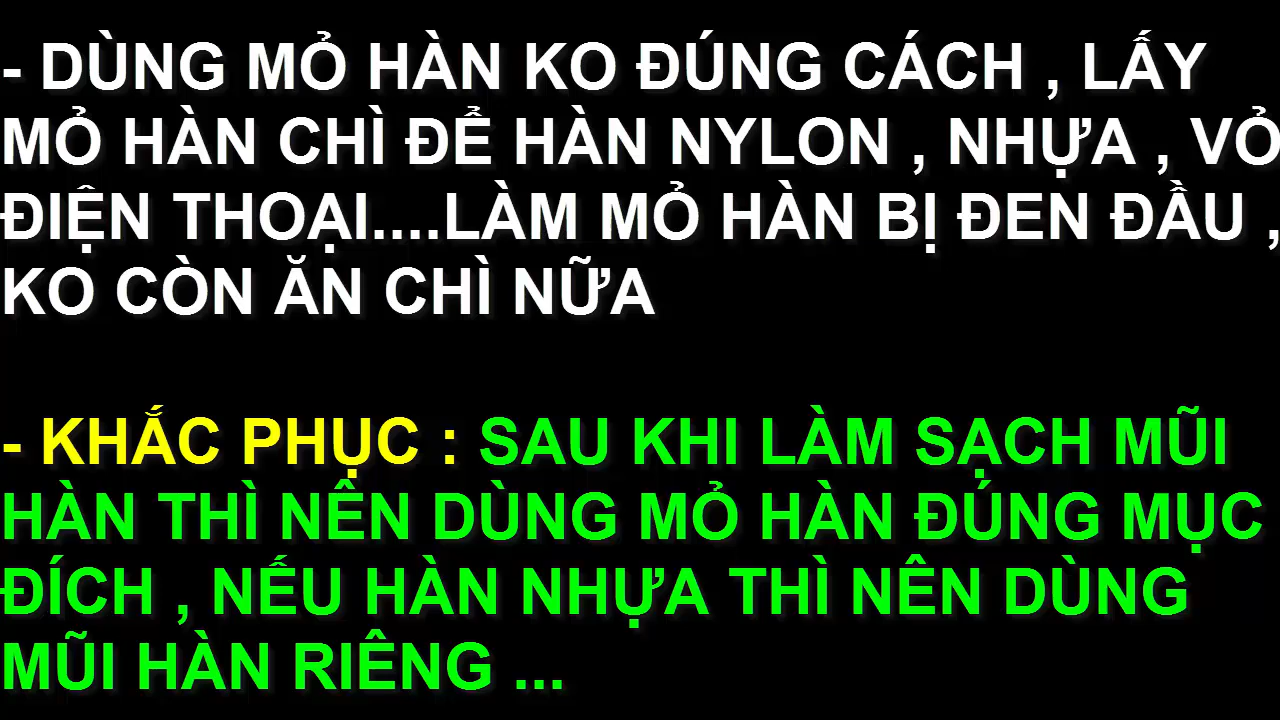 - DÙNG MỎ HÀN KO ĐÚNG CÁCH , LẤY
MỎ HÀN CHÌ ĐỂ HÀN NYLON , NHỰA , VỎ
ĐIỆN THOẠI....LÀM MỎ HÀN BỊ ĐEN ĐẦU ,
KO CÒN ĂN CHÌ NỮA
- KHẮC PHỤC : SAU KHI LÀM SẠCH MŨI
HÀN THÌ NÊN DÙNG MỎ HÀN ĐÚNG MỤC
ĐÍCH , NẾU HÀN NHỰA THÌ NÊN DÙNG
MŨI HÀN RIÊNG ...